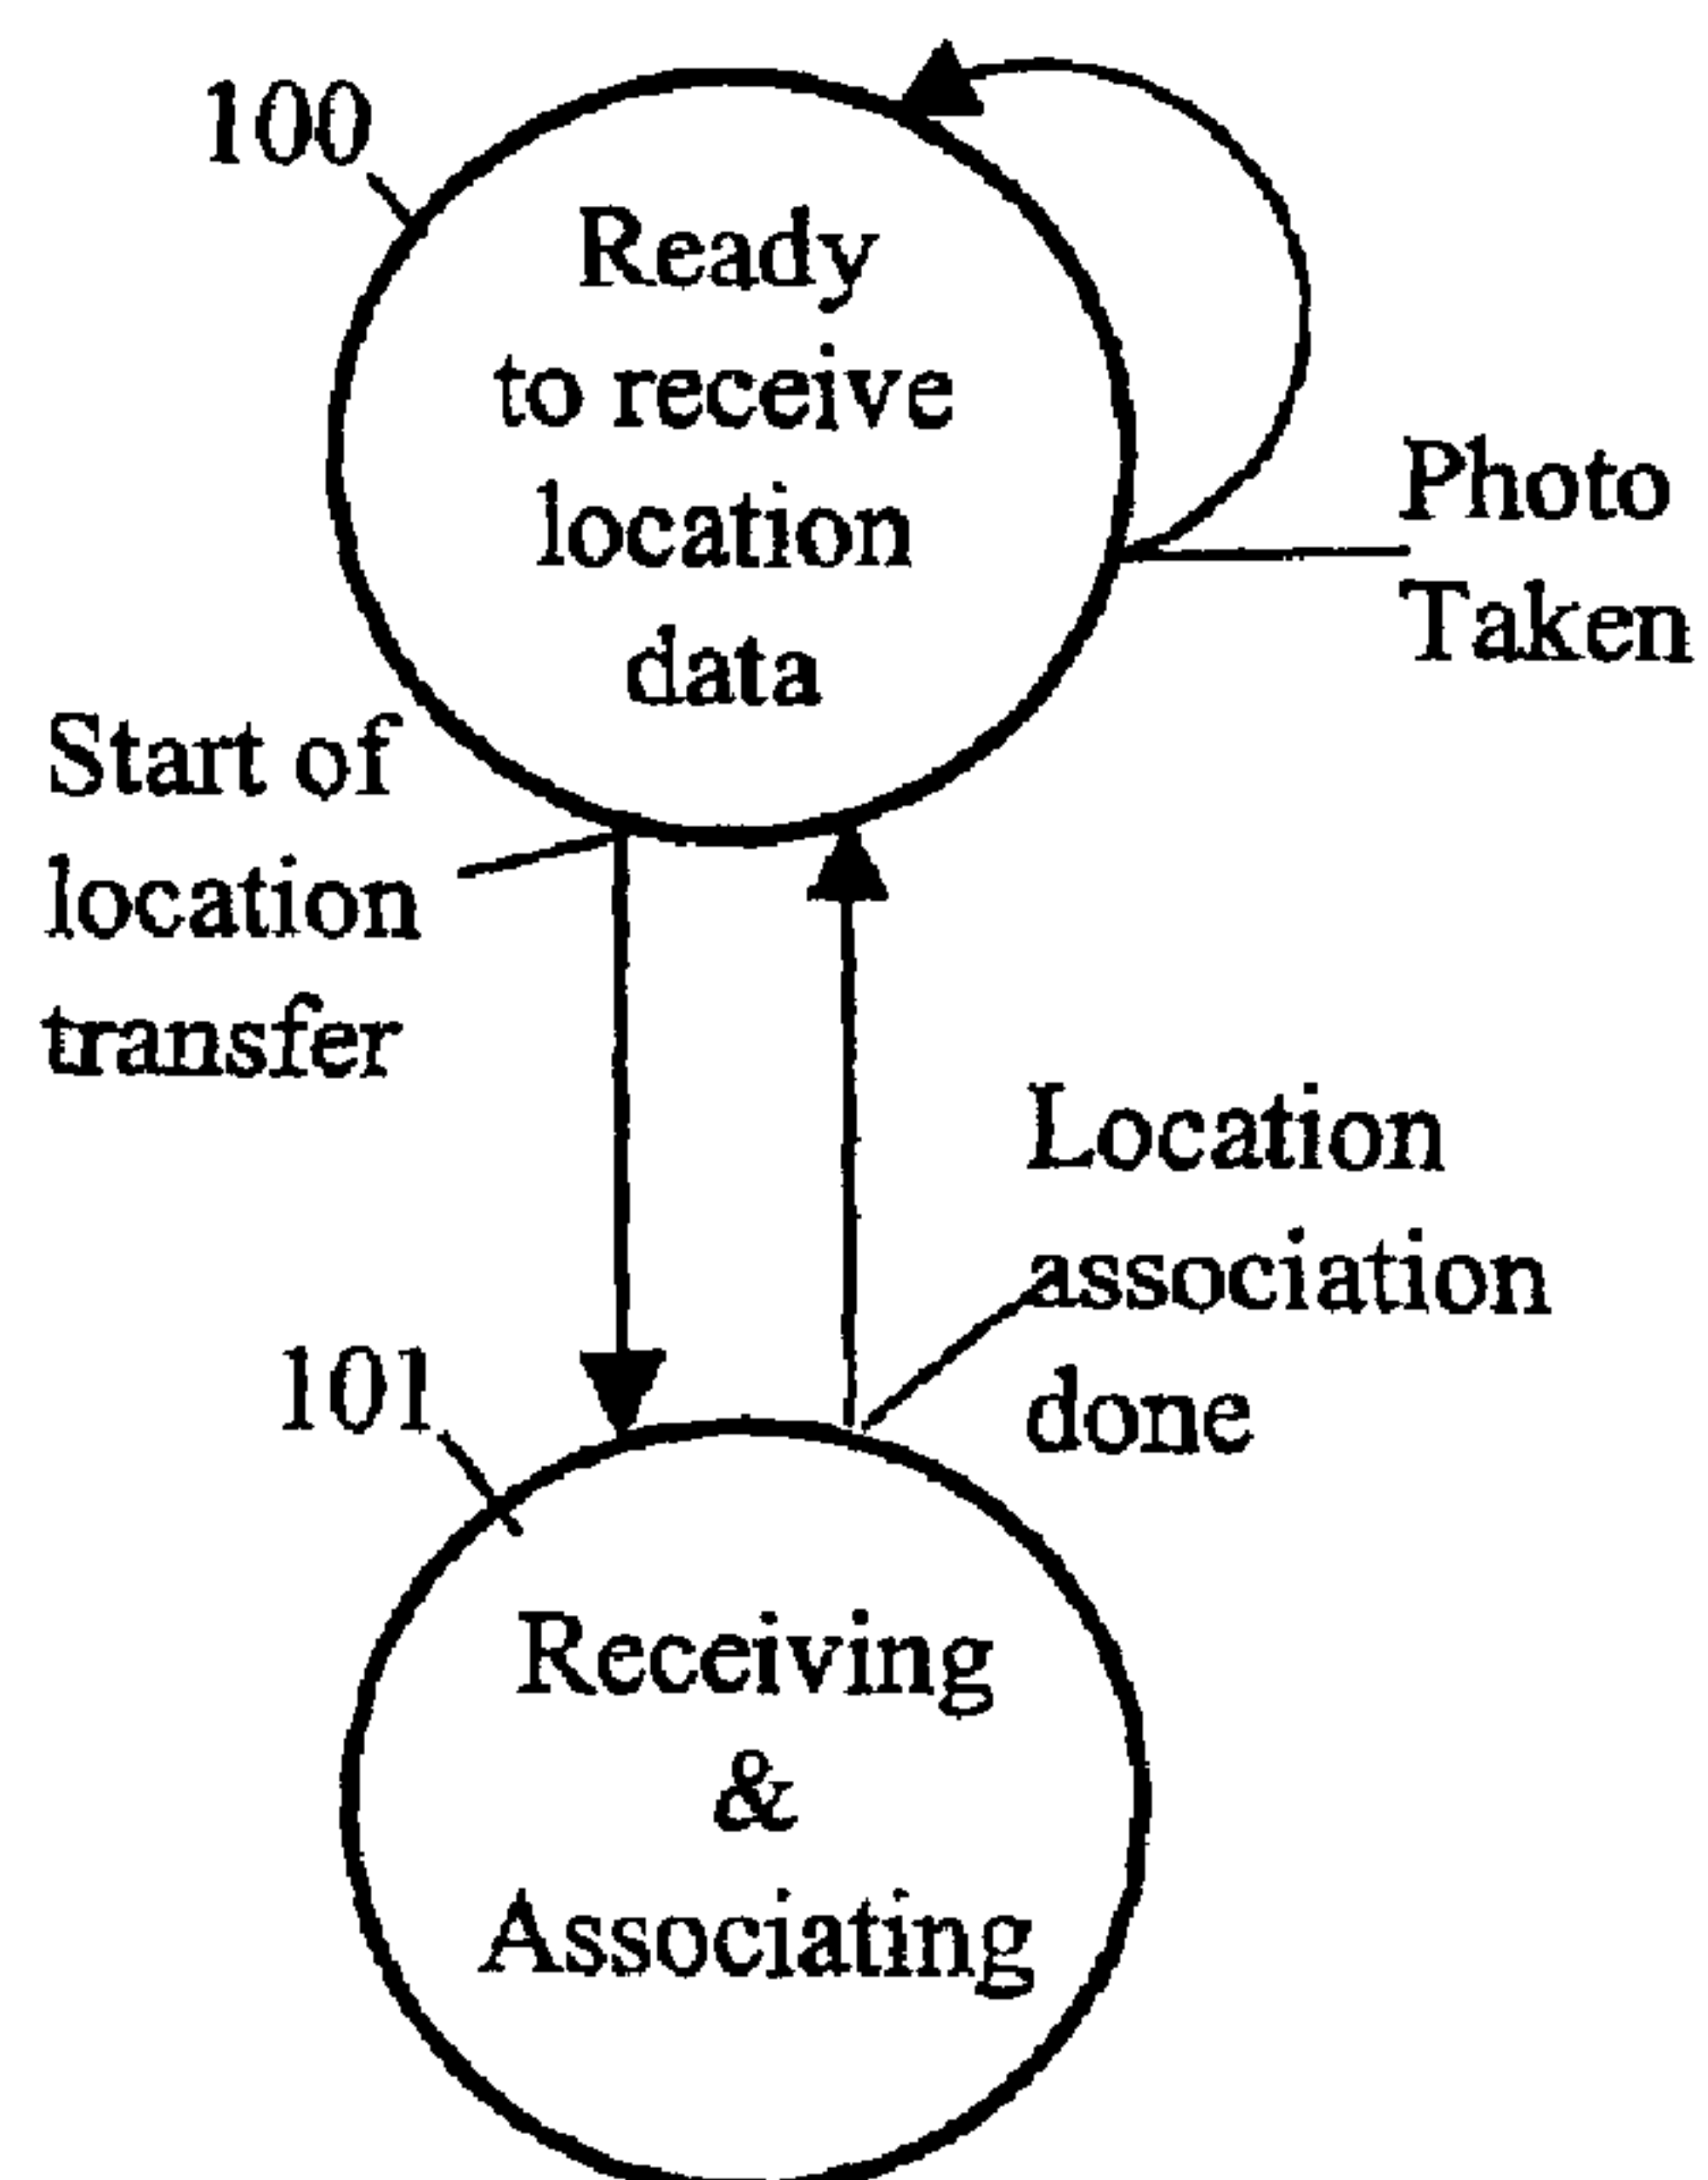 100
Ready
to receive
location
data
Photo
Taken
Start of
location
transfer
Location
association
done
101
Receiving
&
Associating